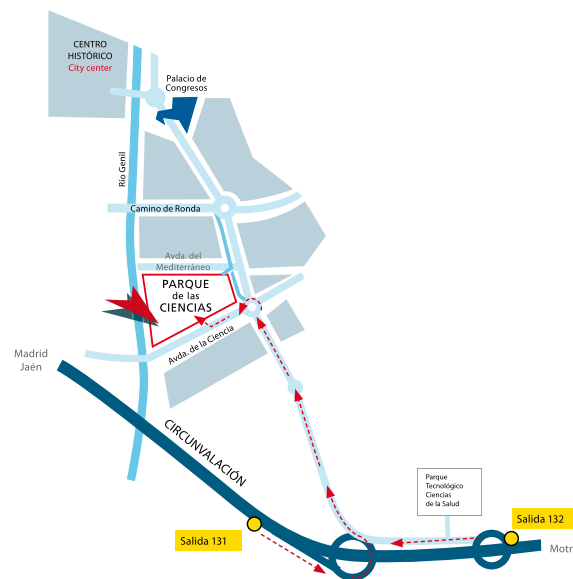 CENTRO
HISTÓRICO
City center
Palacio de
Congresos
Río Genil
Camino de Ronda
Avda. del
Mediterráneo
PARQUE
de las
CIENCIAS
Avda. de la Ciencia
Madrid
Jaén
CIRCUNVALACIÓN
Parque
Tecnológico
Ciencias
de la Salud
Salida 132
Salida 131
Motr